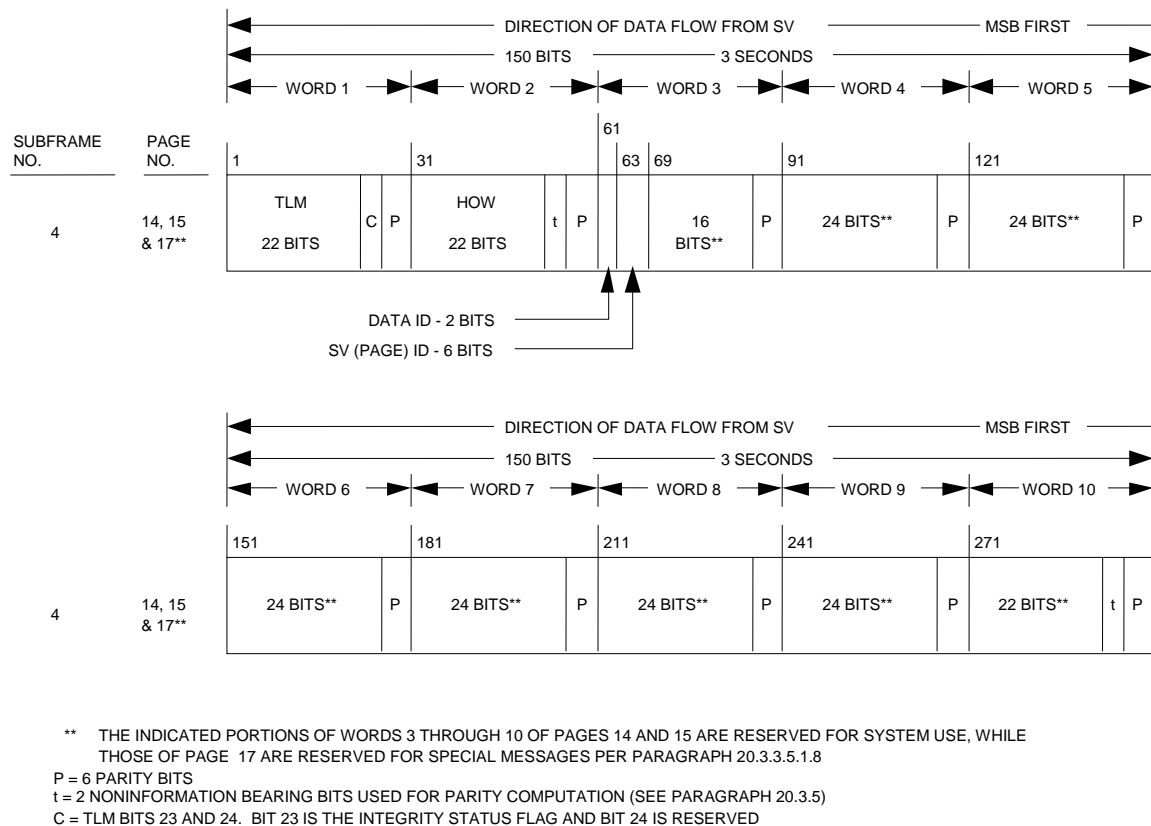 DIRECTION OF DATA FLOW FROM SV MSB FIRST
150 BITS 3 SECONDS
WORD 1 WORD 2 WORD 3 WORD 4 WORD 5
SUBFRAME NO.
PAGE NO.
1 31 61 63 69 91 121
4
14, 15 & 17**
TLM
22 BITS
C
P
HOW
22 BITS
t
P
16
BITS**
P
24 BITS**
P
24 BITS**
P
DATA ID - 2 BITS
SV (PAGE) ID - 6 BITS
DIRECTION OF DATA FLOW FROM SV MSB FIRST
150 BITS 3 SECONDS
WORD 6 WORD 7 WORD 8 WORD 9 WORD 10
151 181 211 241 271
4
14, 15 & 17**
24 BITS**
P
24 BITS**
P
24 BITS**
P
24 BITS**
P
22 BITS**
t
P
** THE INDICATED PORTIONS OF WORDS 3 THROUGH 10 OF PAGES 14 AND 15 ARE RESERVED FOR SYSTEM USE, WHILE
THOSE OF PAGE 17 ARE RESERVED FOR SPECIAL MESSAGES PER PARAGRAPH 20.3.3.5.1.8
P = 6 PARITY BITS
t = 2 NONINFORMATION BEARING BITS USED FOR PARITY COMPUTATION (SEE PARAGRAPH 20.3.5)
C = TLM BITS 23 AND 24. BIT 23 IS THE INTEGRITY STATUS FLAG AND BIT 24 IS RESERVED